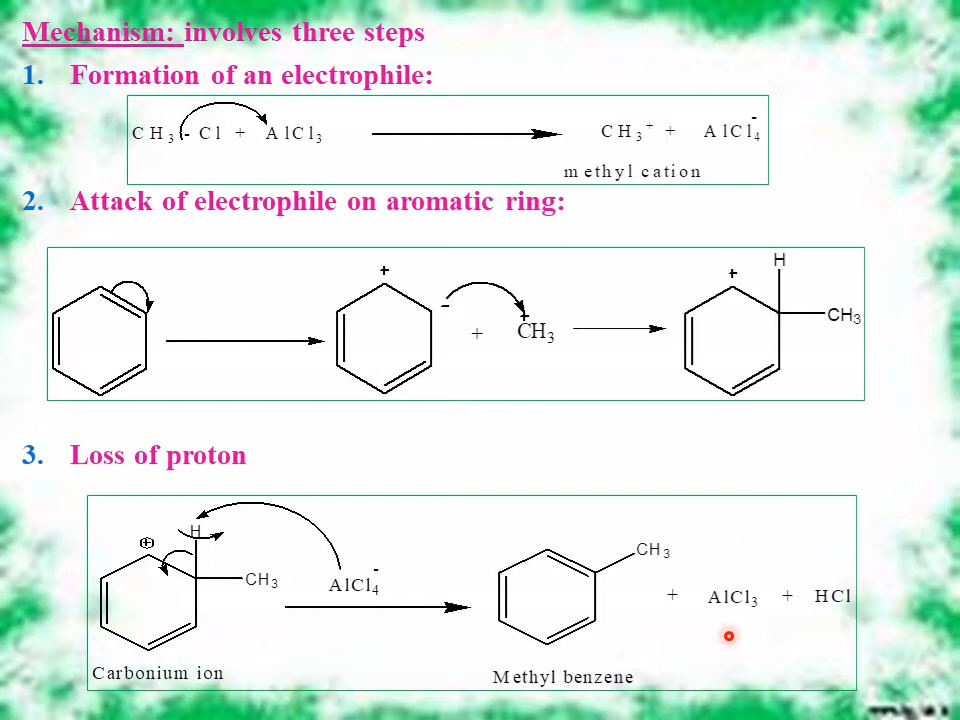 Mechanism: involves three steps
1. Formation of an electrophile:
CH₃ - Cl + AlCl₃ CH₃⁺ + AlCl₄⁻
methyl cation
2. Attack of electrophile on aromatic ring:
+ - + +CH₃ + H CH₃
3. Loss of proton
+ H CH₃ AlCl₄⁻ CH₃ + AlCl₃ + HCl
Carbonium ion Methyl benzene